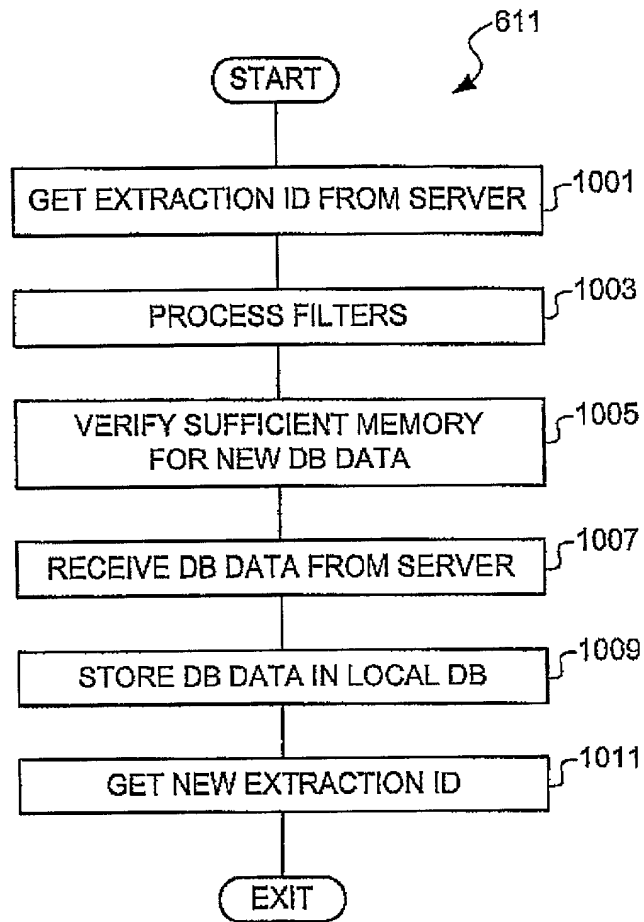 611
START
GET EXTRACTION ID FROM SERVER
1001
PROCESS FILTERS
1003
VERIFY SUFFICIENT MEMORY
FOR NEW DB DATA
1005
RECEIVE DB DATA FROM SERVER
1007
STORE DB DATA IN LOCAL DB
1009
GET NEW EXTRACTION ID
1011
EXIT